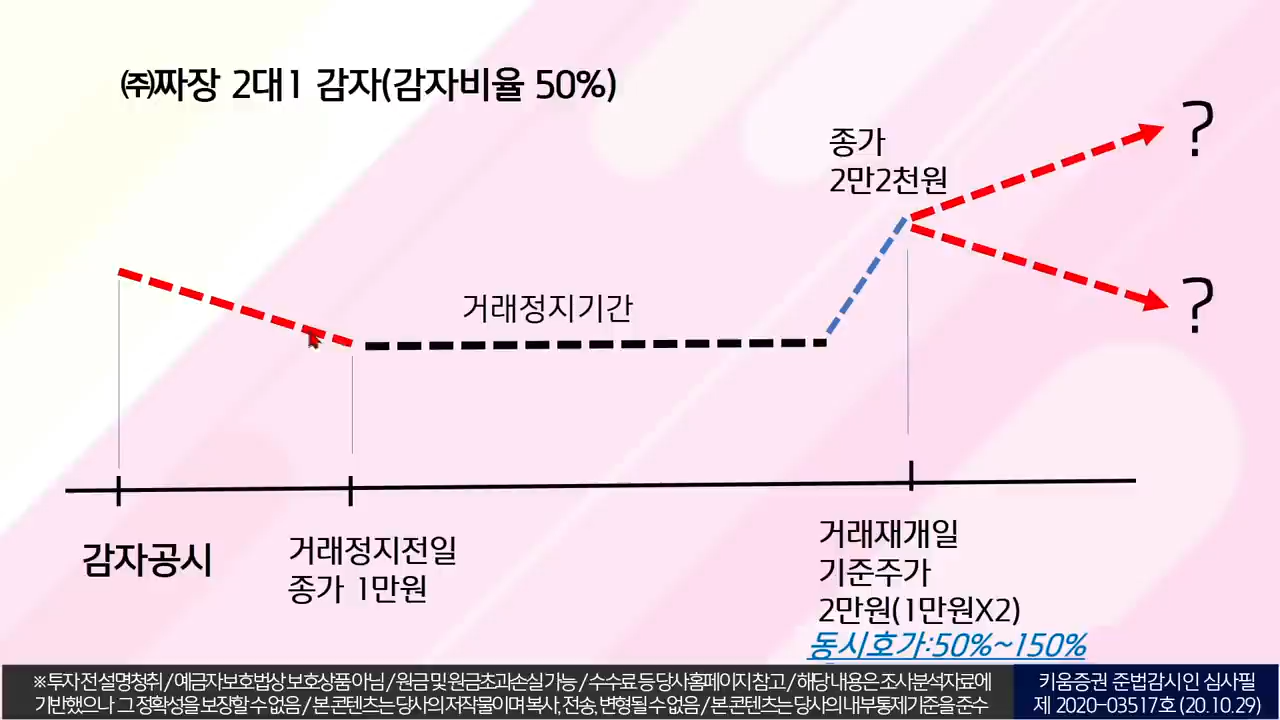 ㈜짜장 2대1 감자(감자비율 50%)
종가
2만2천원
?
?
거래정지기간
감자공시
거래정지전일
종가 1만원
거래재개일
기준주가
2만원(1만원X2)
동시호가:50%~150%
※ 투자 전 설명청취 / 예금자보호법상 보호상품 아님 / 원금 및 원금초과손실 가능 / 수수료 등 당사홈페이지 참고 / 해당 내용은 조사분석자료에
기반했으나 그 정확성을 보장할 수 없음 / 본 콘텐츠는 당사의 저작물이며 복사, 전송, 변형될 수 없음 / 본 콘텐츠는 당사의 내부통제기준을 준수
키움증권 준법감시인 심사필
제 2020-03517호 (20.10.29)